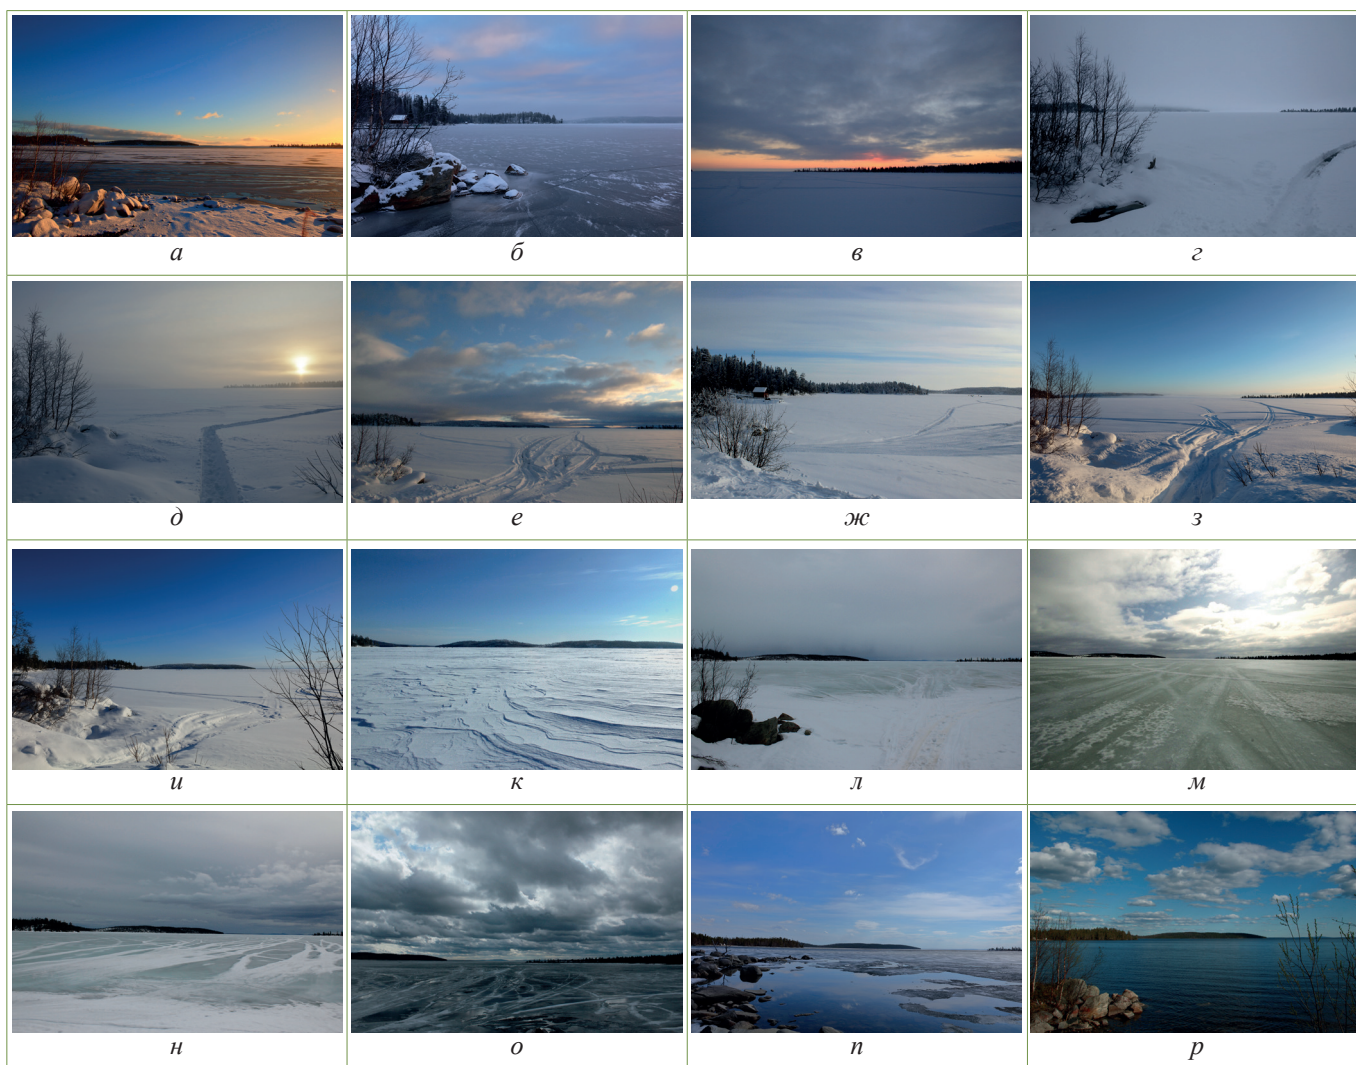 а б в г
д е ж з
и к л м
н о п р